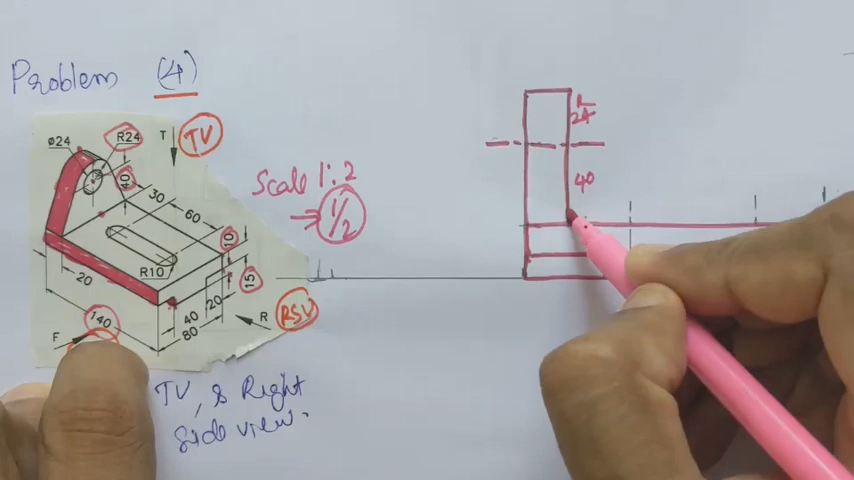 Problem (4)
Ø24
R24
T
TV
40
30
60
Scale 1:2
1/2
10
15
R10
20
20
140
40
80
F
R
RSV
TV, & Right
side view.
R
24
40